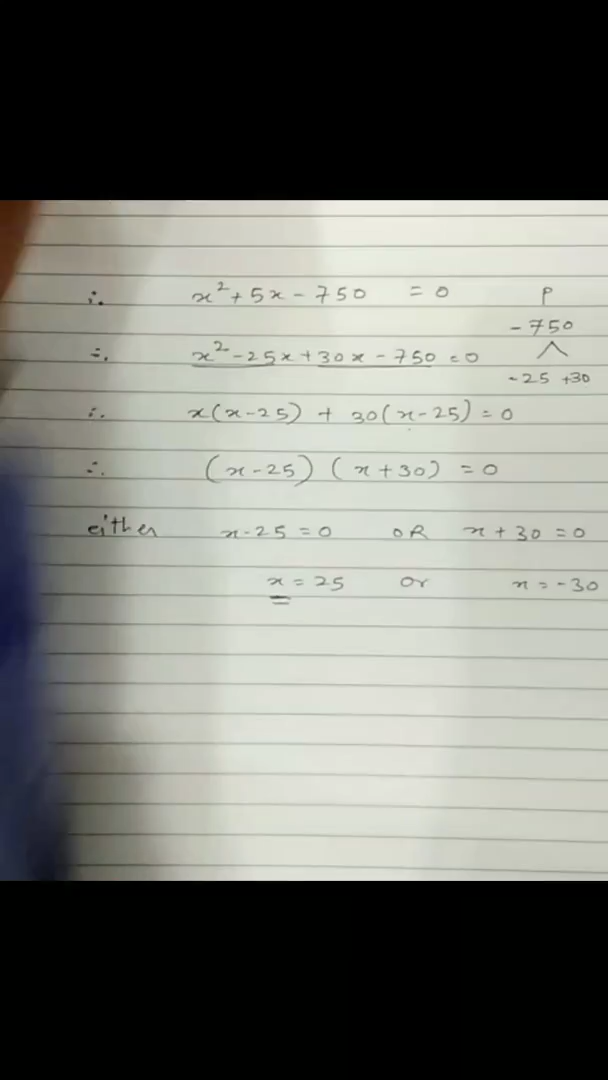 ∴ x² + 5x - 750 = 0 P
-750
∴ x² - 25x + 30x - 750 = 0
-25 +30
∴ x(x-25) + 30(x-25) = 0
∴ (x-25) (x+30) = 0
either x-25 = 0 OR x+30 = 0
x = 25 or x = -30